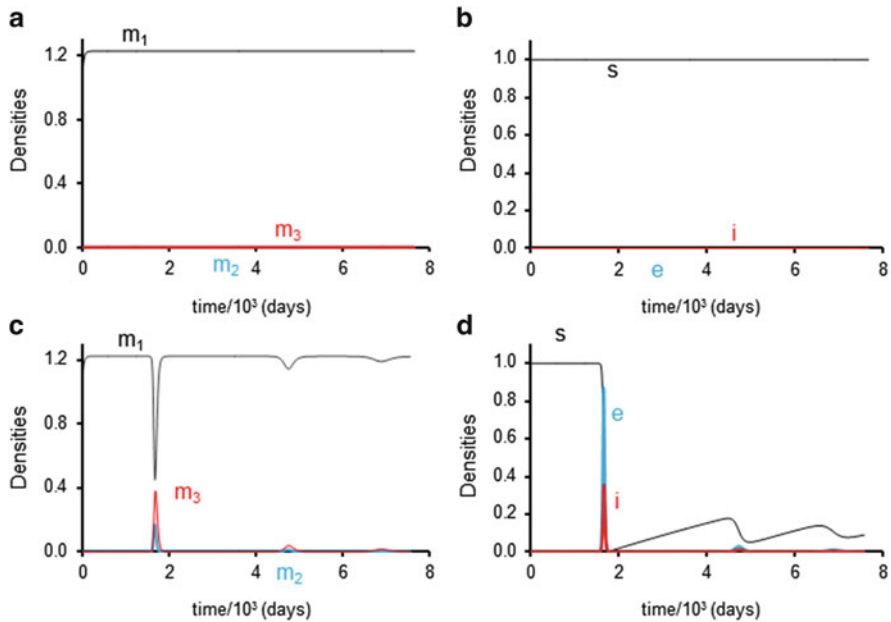 a
m₁
1.2
0.8
0.4
0.0
Densities
m₃
m₂
0 2 4 6 8
time/10³ (days)
b
1.0
0.8
0.6
0.4
0.2
0.0
Densities
s
i
e
0 2 4 6 8
time/10³ (days)
c
m₁
1.2
0.8
0.4
0.0
Densities
m₃
m₂
0 2 4 6 8
time/10³ (days)
d
s
1.0
0.8
0.6
0.4
0.2
0.0
Densities
e
i
0 2 4 6 8
time/10³ (days)